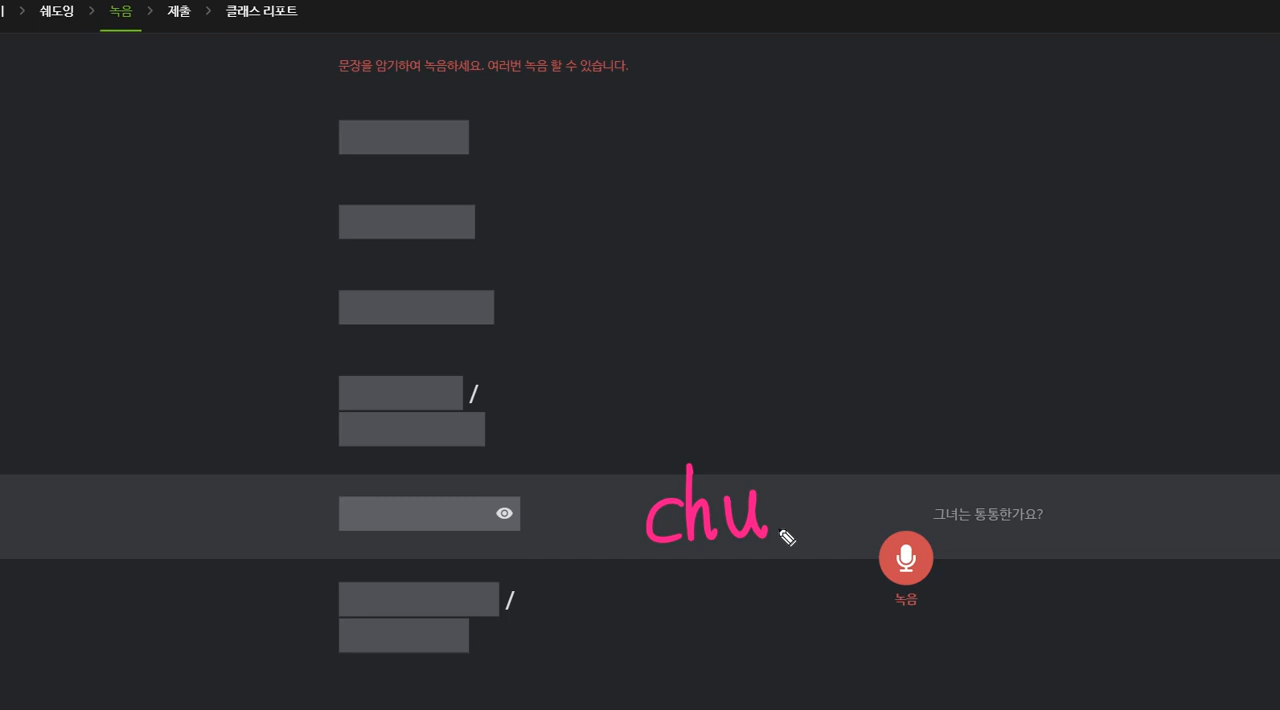 쉐도잉 > 녹음 > 제출 > 클래스 리포트
문장을 암기하여 녹음하세요. 여러번 녹음 할 수 있습니다.
/
chu
그녀는 통통한가요?
녹음
/